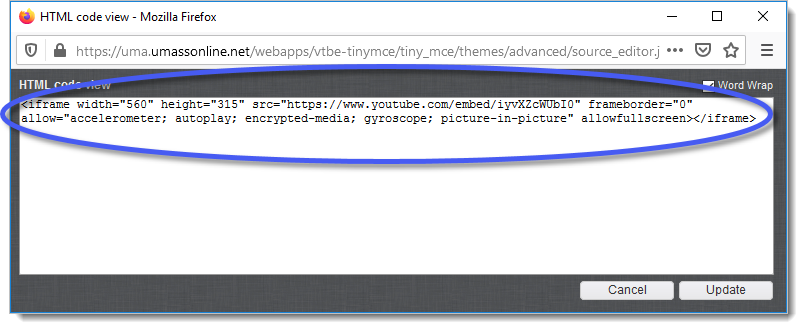 HTML code view - Mozilla Firefox
https://uma.umassonline.net/webapps/vtbe-tinymce/tiny_mce/themes/advanced/source_editor.j
HTML code view Word Wrap
<iframe width="560" height="315" src="https://www.youtube.com/embed/iyvXZcWUbI0" frameborder="0"
allow="accelerometer; autoplay; encrypted-media; gyroscope; picture-in-picture" allowfullscreen></iframe>
Cancel Update